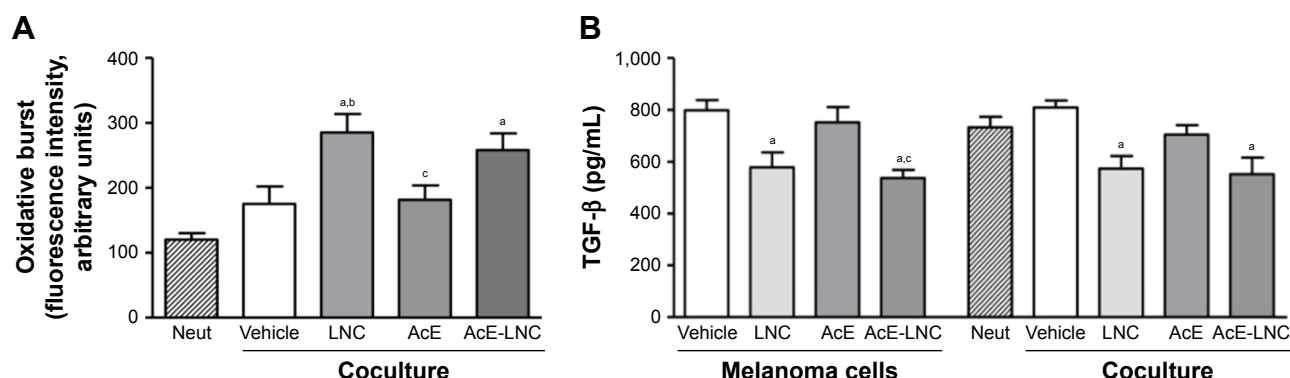 A
Oxidative burst
(fluorescence intensity,
arbitrary units)
400
300
200
100
0
a,b
a
c
Neut Vehicle LNC AcE AcE-LNC
Coculture
B
TGF-β (pg/mL)
1,000
800
600
400
200
0
a
a,c
a
a
Vehicle LNC AcE AcE-LNC Neut Vehicle LNC AcE AcE-LNC
Melanoma cells Coculture